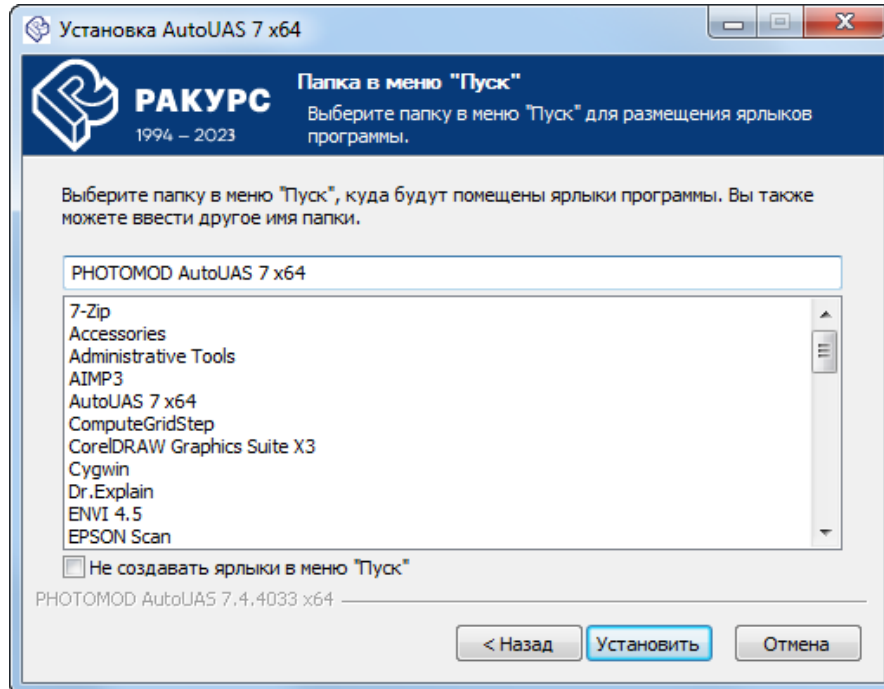 Установка AutoUAS 7 x64
РАКУРС
1994 – 2023
Папка в меню "Пуск"
Выберите папку в меню "Пуск" для размещения ярлыков
программы.
Выберите папку в меню "Пуск", куда будут помещены ярлыки программы. Вы также
можете ввести другое имя папки.
PHOTOMOD AutoUAS 7 x64
7-Zip
Accessories
Administrative Tools
AIMP3
AutoUAS 7 x64
ComputeGridStep
CorelDRAW Graphics Suite X3
Cygwin
Dr.Explain
ENVI 4.5
EPSON Scan
Не создавать ярлыки в меню "Пуск"
PHOTOMOD AutoUAS 7.4.4033 x64
< Назад
Установить
Отмена